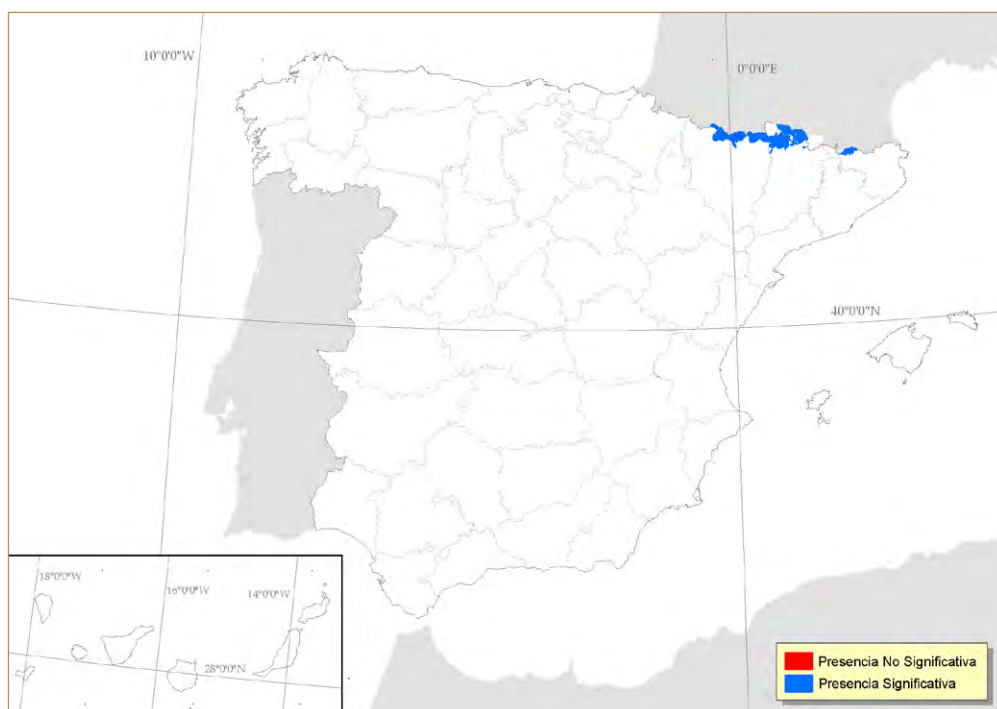 10°0'0"W
0°0'0"E
40°0'0"N
18°0'0"W
16°0'0"W
14°0'0"W
28°0'0"N
Presencia No Significativa
Presencia Significativa